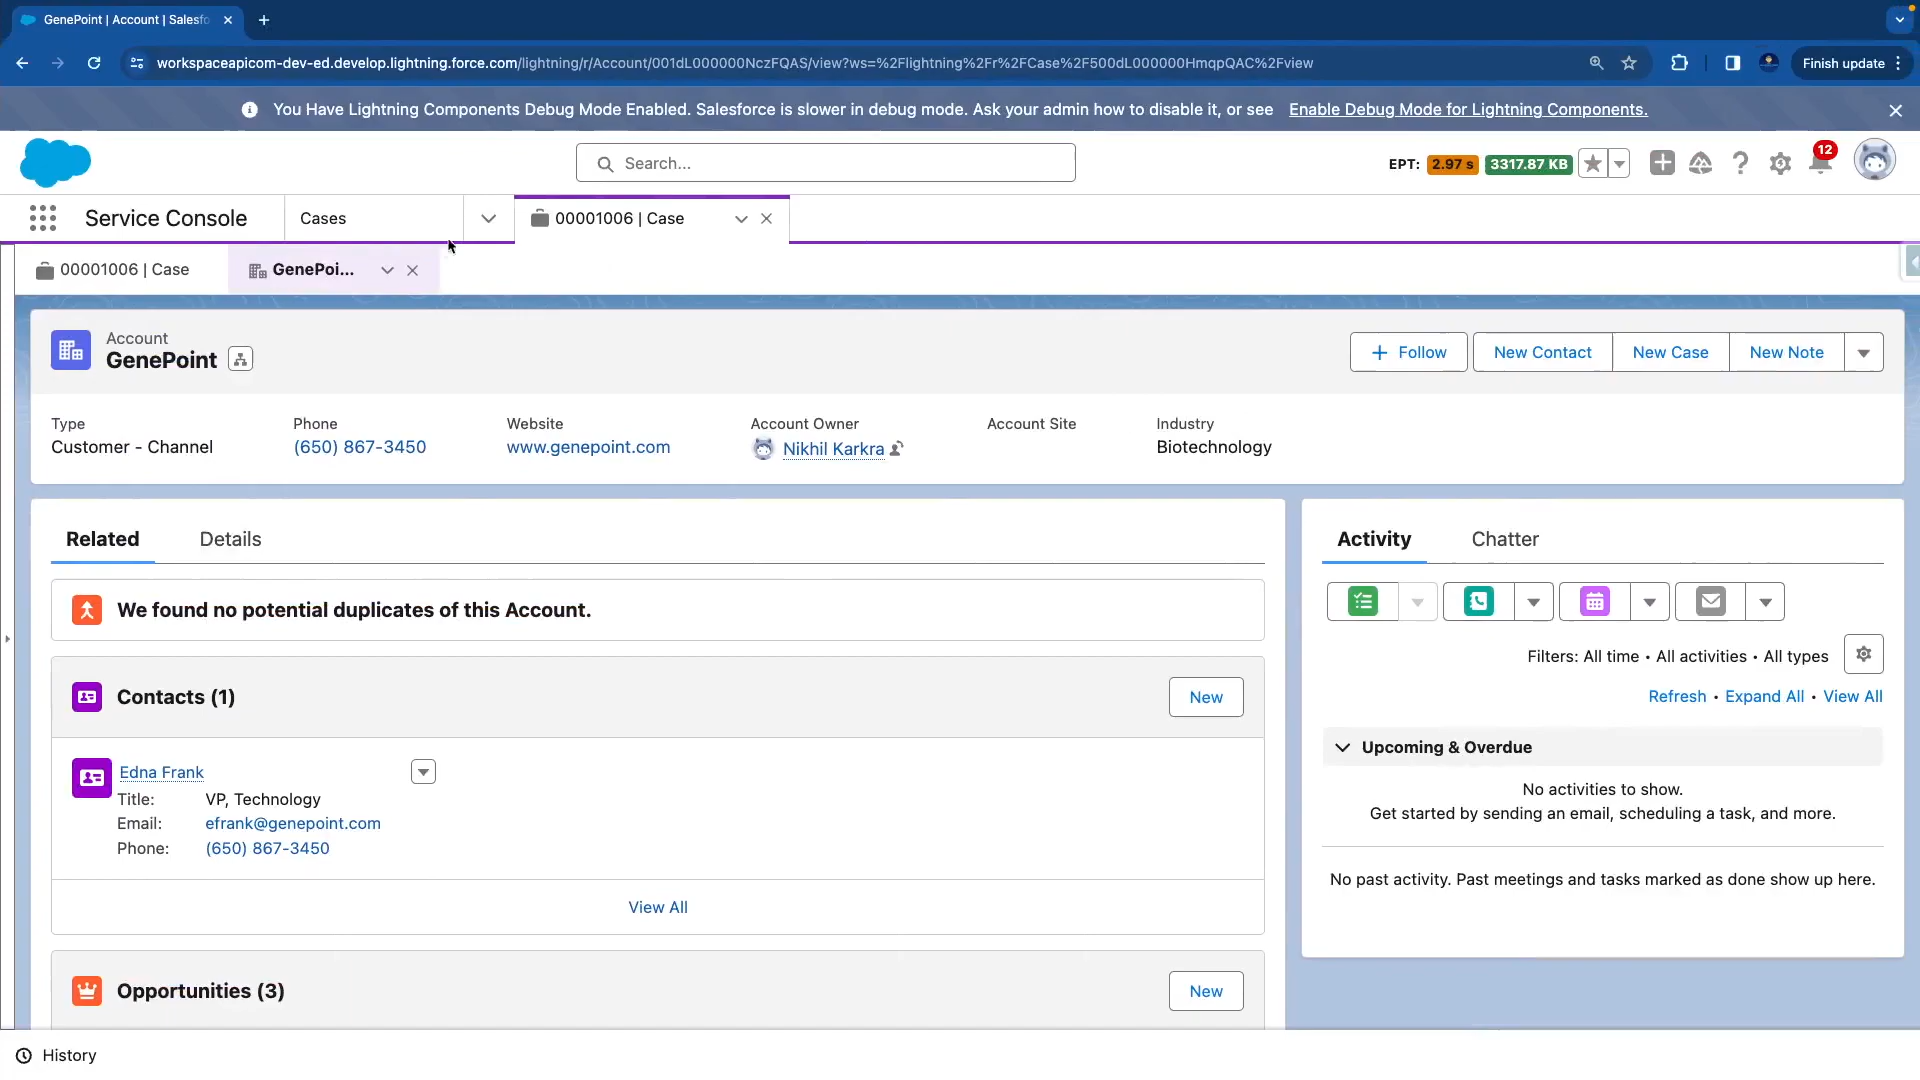 GenePoint | Account | Salesfo
workspaceapicom-dev-ed.develop.lightning.force.com/lightning/r/Account/001dL000000NczFQAS/view?ws=%2Flightning%2Fr%2FCase%2F500dL000000HmqpQAC%2Fview
Finish update
You Have Lightning Components Debug Mode Enabled. Salesforce is slower in debug mode. Ask your admin how to disable it, or see Enable Debug Mode for Lightning Components.
Search...
EPT: 2.97 s 3317.87 KB
12
Service Console
Cases
00001006 | Case
00001006 | Case
GenePoi...
Account
GenePoint
Follow
New Contact
New Case
New Note
Type
Phone
Website
Account Owner
Account Site
Industry
Customer - Channel
(650) 867-3450
www.genepoint.com
Nikhil Karkra
Biotechnology
Related
Details
Activity
Chatter
We found no potential duplicates of this Account.
Filters: All time • All activities • All types
Contacts (1)
New
Refresh • Expand All • View All
Upcoming & Overdue
Edna Frank
Title: VP, Technology
Email: efrank@genepoint.com
Phone: (650) 867-3450
No activities to show.
Get started by sending an email, scheduling a task, and more.
No past activity. Past meetings and tasks marked as done show up here.
View All
Opportunities (3)
New
History